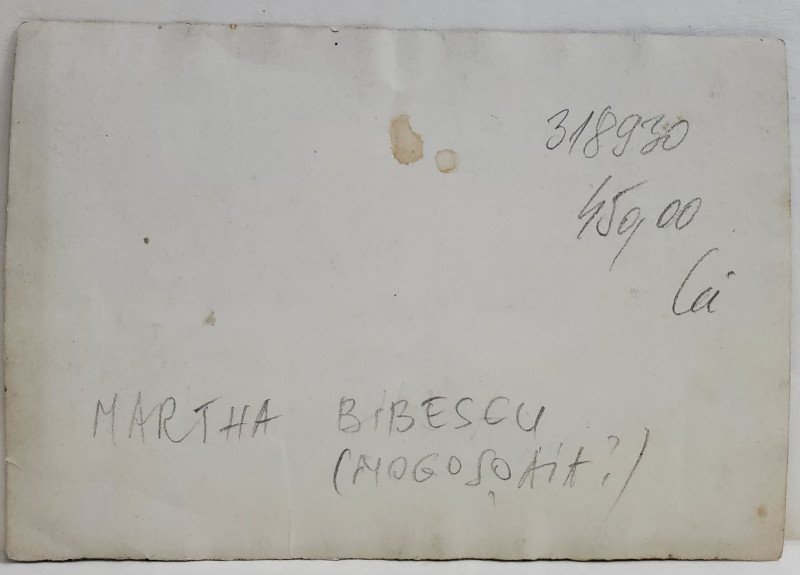 318930
450,00
Lei
MARTHA BIBESCU
(MOGOȘOAIA?)